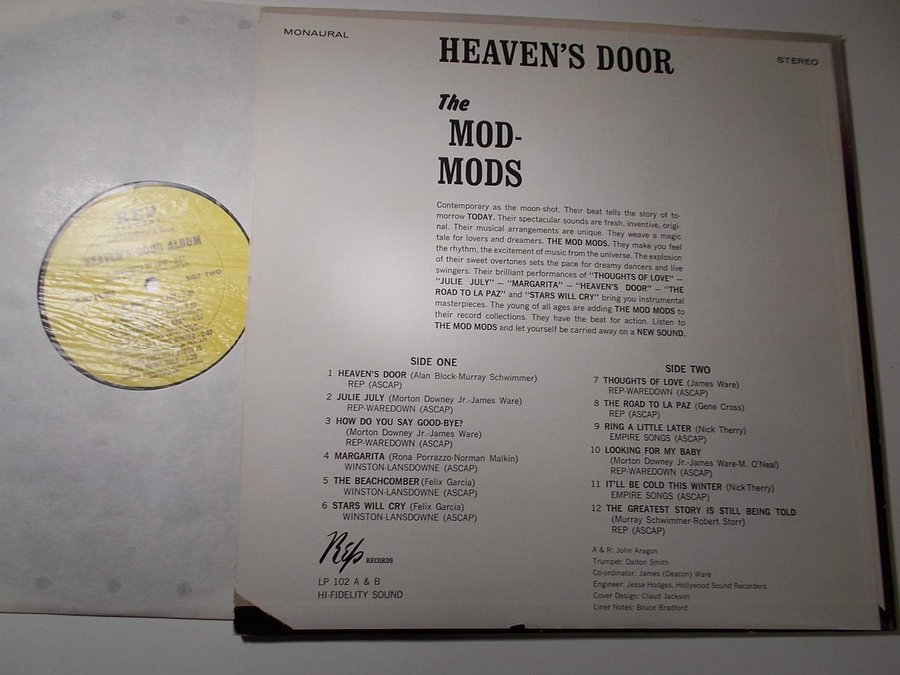 MONAURAL
HEAVEN'S DOOR
STEREO
The
MOD-
MODS
Contemporary as the moon-shot. Their beat tells the story of to-
morrow TODAY. Their spectacular sounds are fresh, inventive, origi-
nal. Their musical arrangements are unique. They weave a magic
tale for lovers and dreamers. THE MOD MODS. They make you feel
the rhythm, the excitement of music from the universe. The explosion
of their sweet overtones sets the pace for dreamy dancers and live
swingers. Their brilliant performances of "THOUGHTS OF LOVE" —
"JULIE JULY" — "MARGARITA" — "HEAVEN'S DOOR" — "THE
ROAD TO LA PAZ" and "STARS WILL CRY" bring you instrumental
masterpieces. The young of all ages are adding THE MOD MODS to
their record collections. They have the beat for action. Listen to
THE MOD MODS and let yourself be carried away on a NEW SOUND.
SIDE ONE
1 HEAVEN'S DOOR (Alan Block-Murray Schwimmer)
REP (ASCAP)
2 JULIE JULY (Morton Downey Jr.-James Ware)
REP-WAREDOWN (ASCAP)
3 HOW DO YOU SAY GOOD-BYE?
(Morton Downey Jr.-James Ware)
REP-WAREDOWN (ASCAP)
4 MARGARITA (Rona Porrazzo-Norman Malkin)
WINSTON-LANSDOWNE (ASCAP)
5 THE BEACHCOMBER (Felix Garcia)
WINSTON-LANSDOWNE (ASCAP)
6 STARS WILL CRY (Felix Garcia)
WINSTON-LANSDOWNE (ASCAP)
SIDE TWO
7 THOUGHTS OF LOVE (James Ware)
REP-WAREDOWN (ASCAP)
8 THE ROAD TO LA PAZ (Gene Cross)
REP (ASCAP)
9 RING A LITTLE LATER (Nick Therry)
EMPIRE SONGS (ASCAP)
10 LOOKING FOR MY BABY
(Morton Downey Jr.-James Ware-M. O'Neal)
REP-WAREDOWN (ASCAP)
11 IT'LL BE COLD THIS WINTER (Nick Therry)
EMPIRE SONGS (ASCAP)
12 THE GREATEST STORY IS STILL BEING TOLD
(Murray Schwimmer-Robert Storr)
REP (ASCAP)
Rep RECORDS
LP 102 A & B
HI-FIDELITY SOUND
A & R: John Aragon
Trumpet: Dalton Smith
Co-ordinator: James (Deacon) Ware
Engineer: Jesse Hodges, Hollywood Sound Recorders
Cover Design: Claud Jackson
Liner Notes: Bruce Bradford
REP
HEAVEN'S DOOR ALBUM
SIDE TWO